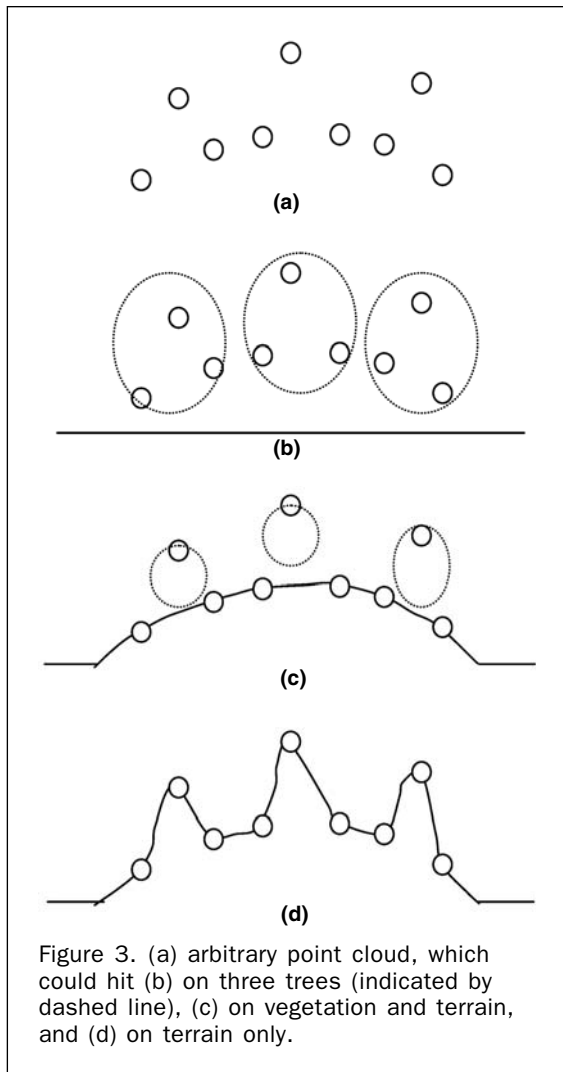 (a)
(b)
(c)
(d)
Figure 3. (a) arbitrary point cloud, which
could hit (b) on three trees (indicated by
dashed line), (c) on vegetation and terrain,
and (d) on terrain only.